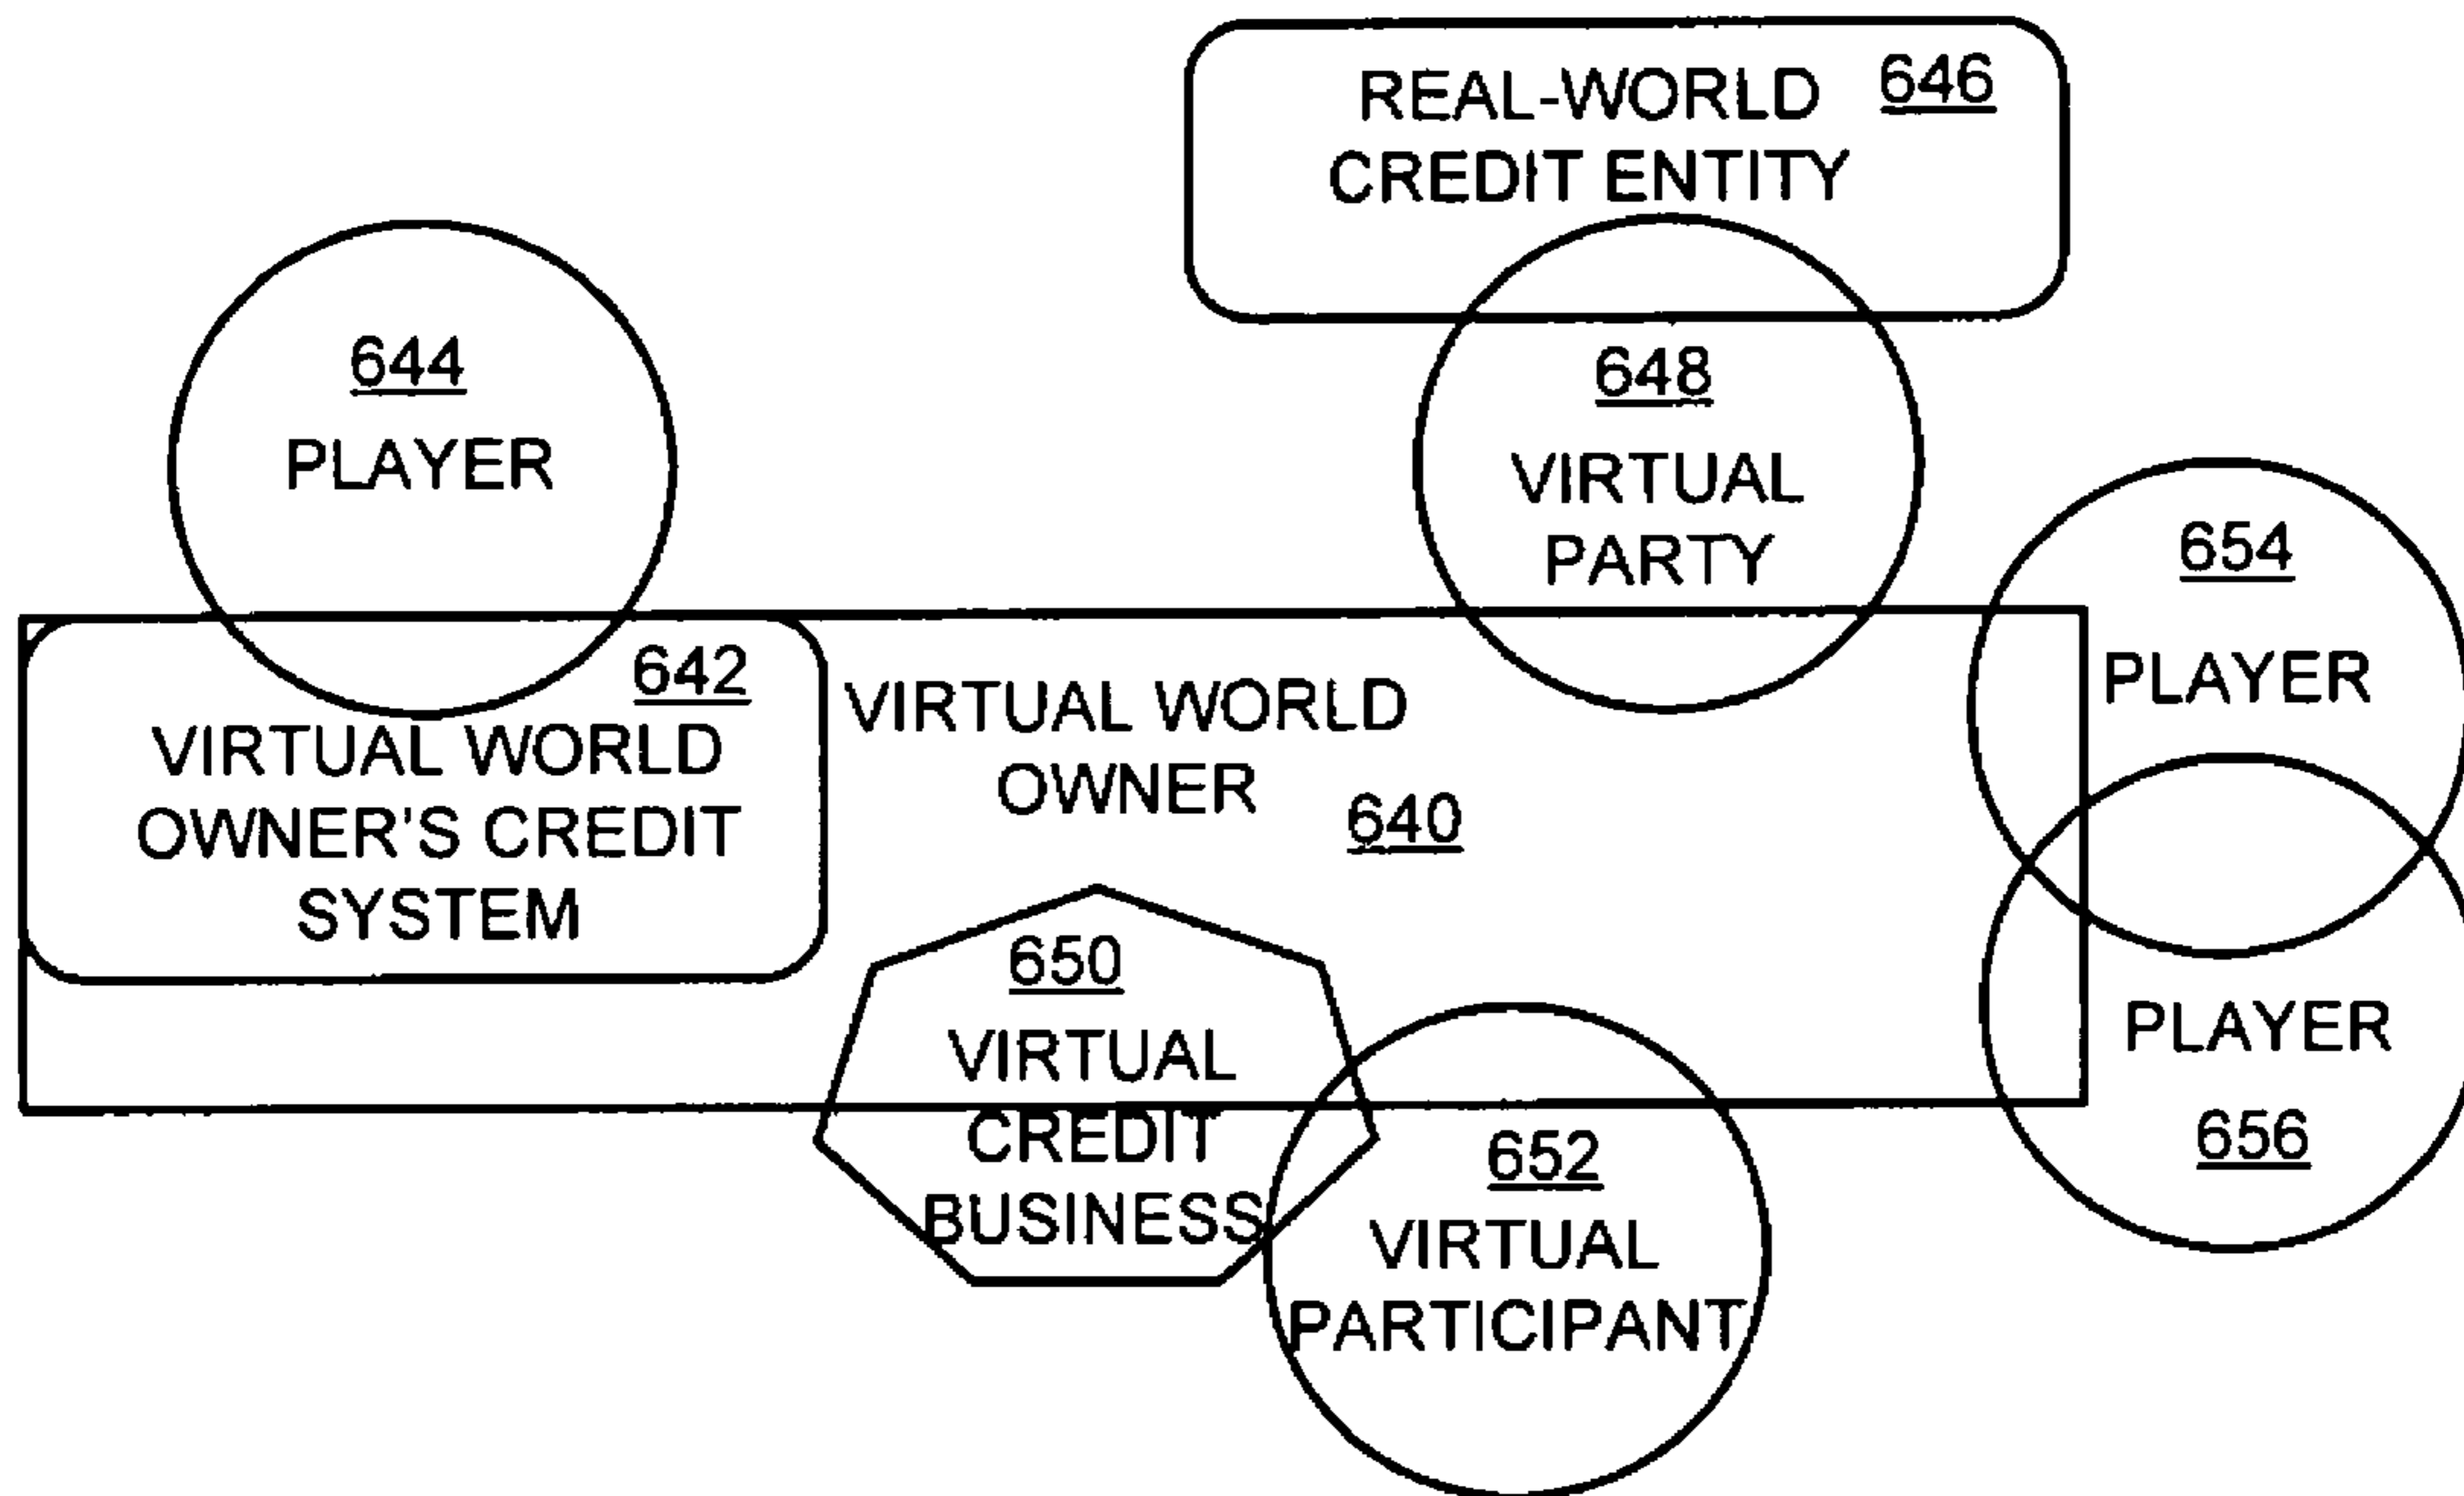 REAL-WORLD 646
CREDIT ENTITY
644
PLAYER
648
VIRTUAL
PARTY
654
PLAYER
642
VIRTUAL WORLD
OWNER'S CREDIT
SYSTEM
VIRTUAL WORLD
OWNER
640
650
VIRTUAL
CREDIT
BUSINESS
652
VIRTUAL
PARTICIPANT
PLAYER
656